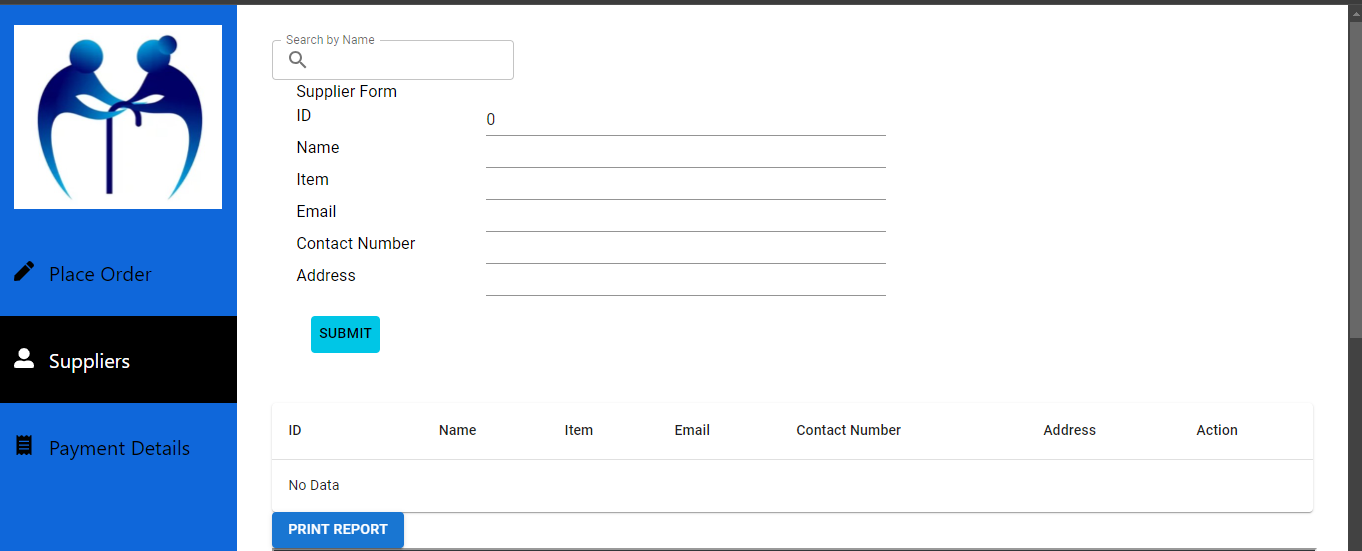 Search by Name
Supplier Form
ID 0
Name
Item
Email
Contact Number
Address
SUBMIT
Place Order
Suppliers
Payment Details
ID Name Item Email Contact Number Address Action
No Data
PRINT REPORT